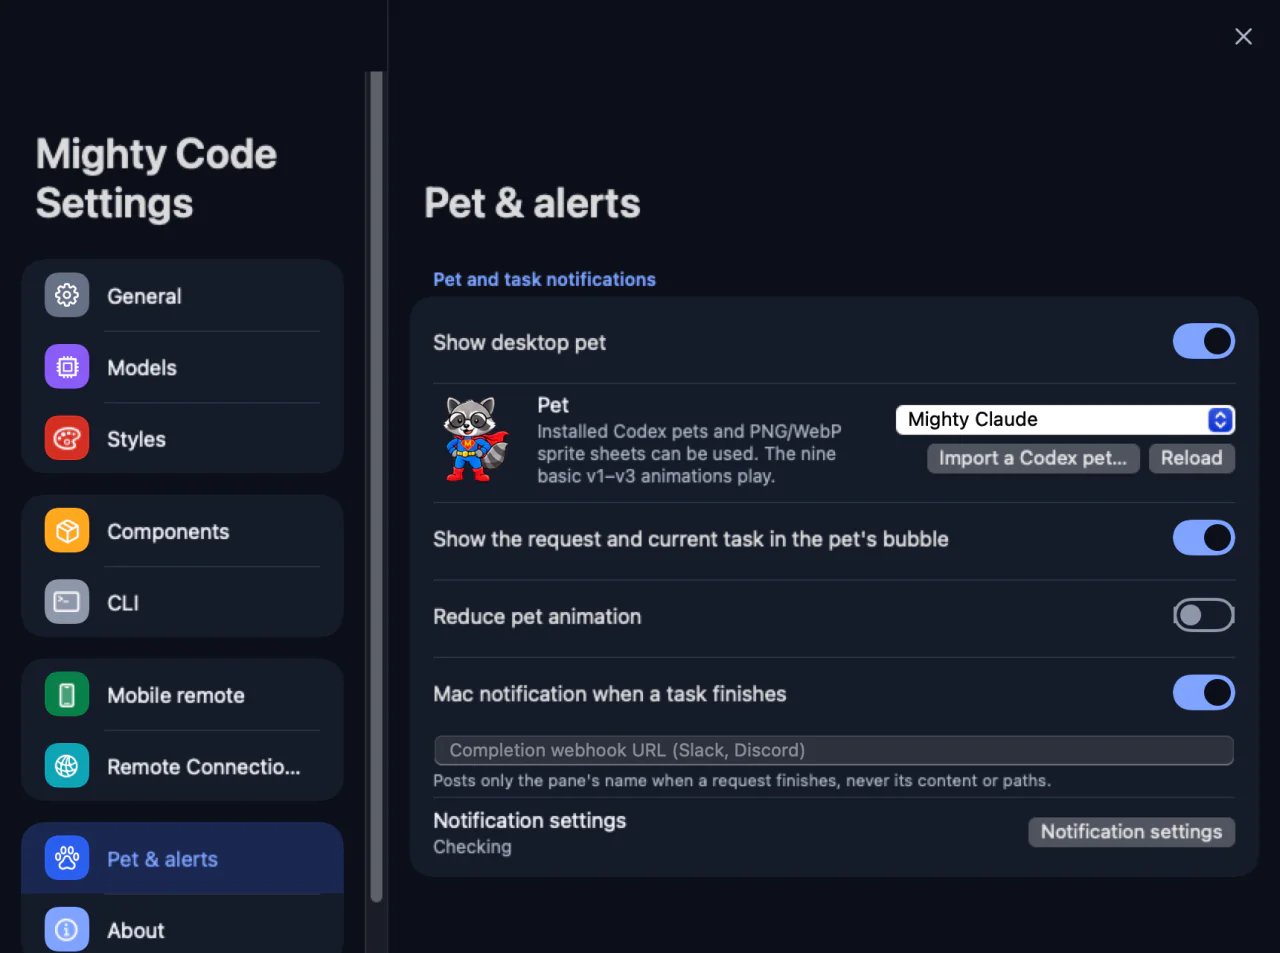 Mighty Code
Settings
General
Models
Styles
Components
CLI
Mobile remote
Remote Connectio...
Pet & alerts
About
Pet & alerts
Pet and task notifications
Show desktop pet
Pet
Installed Codex pets and PNG/WebP
sprite sheets can be used. The nine
basic v1–v3 animations play.
Mighty Claude
Import a Codex pet...
Reload
Show the request and current task in the pet's bubble
Reduce pet animation
Mac notification when a task finishes
Completion webhook URL (Slack, Discord)
Posts only the pane's name when a request finishes, never its content or paths.
Notification settings
Checking
Notification settings